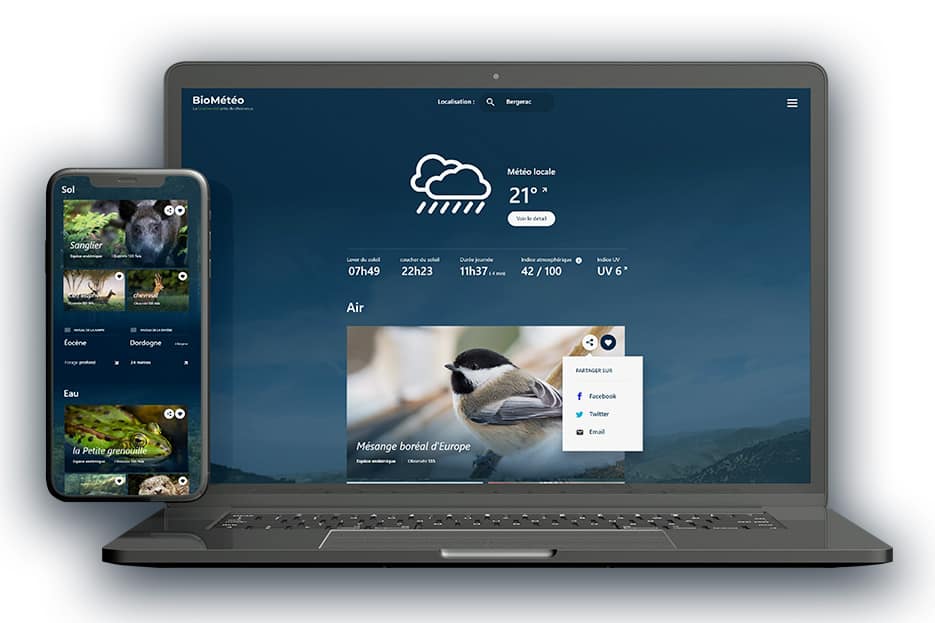 BioMétéo
Localisation :
Bergerac
Météo locale
21°
Voir le détail
Lever du soleil
07h49
coucher du soleil
22h23
Durée journée
11h37
Indice atmosphérique
42 / 100
Indice UV
UV 6
Air
Mésange boréal d'Europe
Espèce endémique
PARTAGER SUR
Facebook
Twitter
Email
Sol
Sanglier
Espèce endémique
chevreuil
Éocène
Dordogne
Forage profond
24 metres
Eau
la Petite grenouille
Espèce endémique